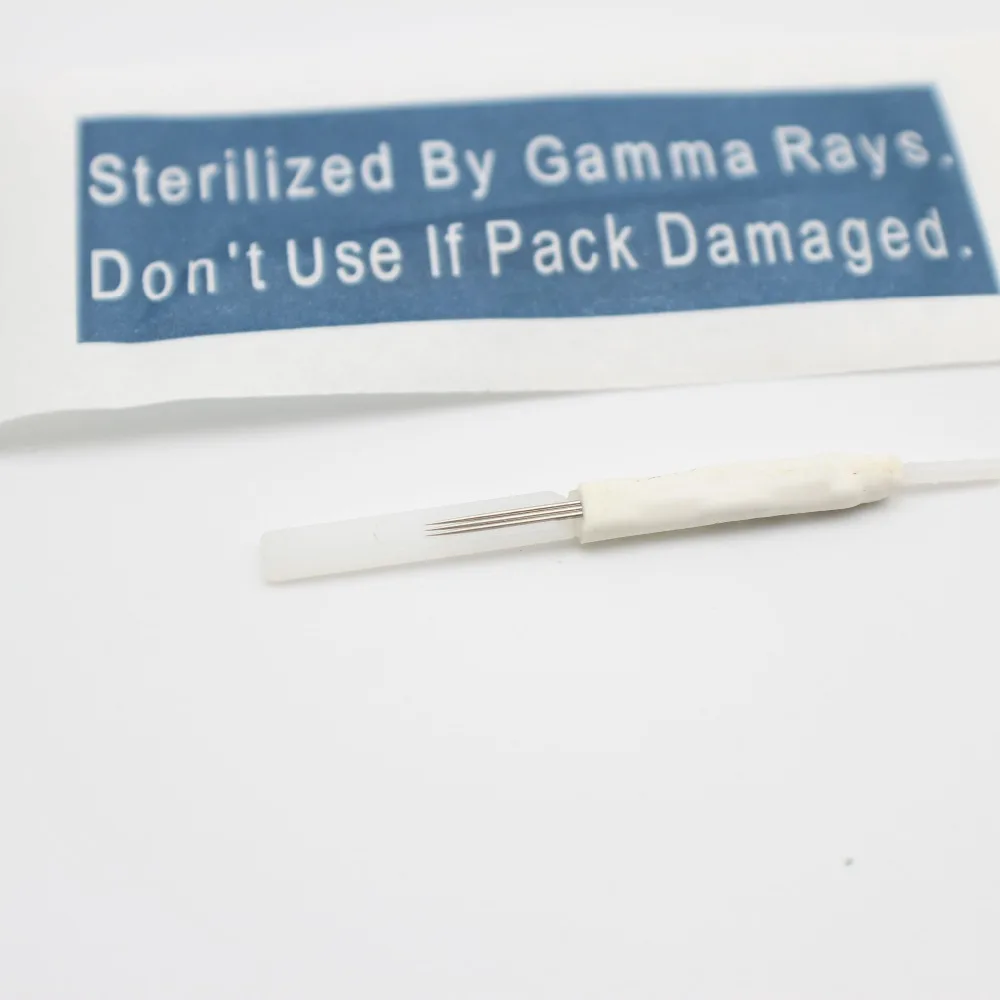 Sterilized By Gamma Rays.
Don't Use If Pack Damaged.